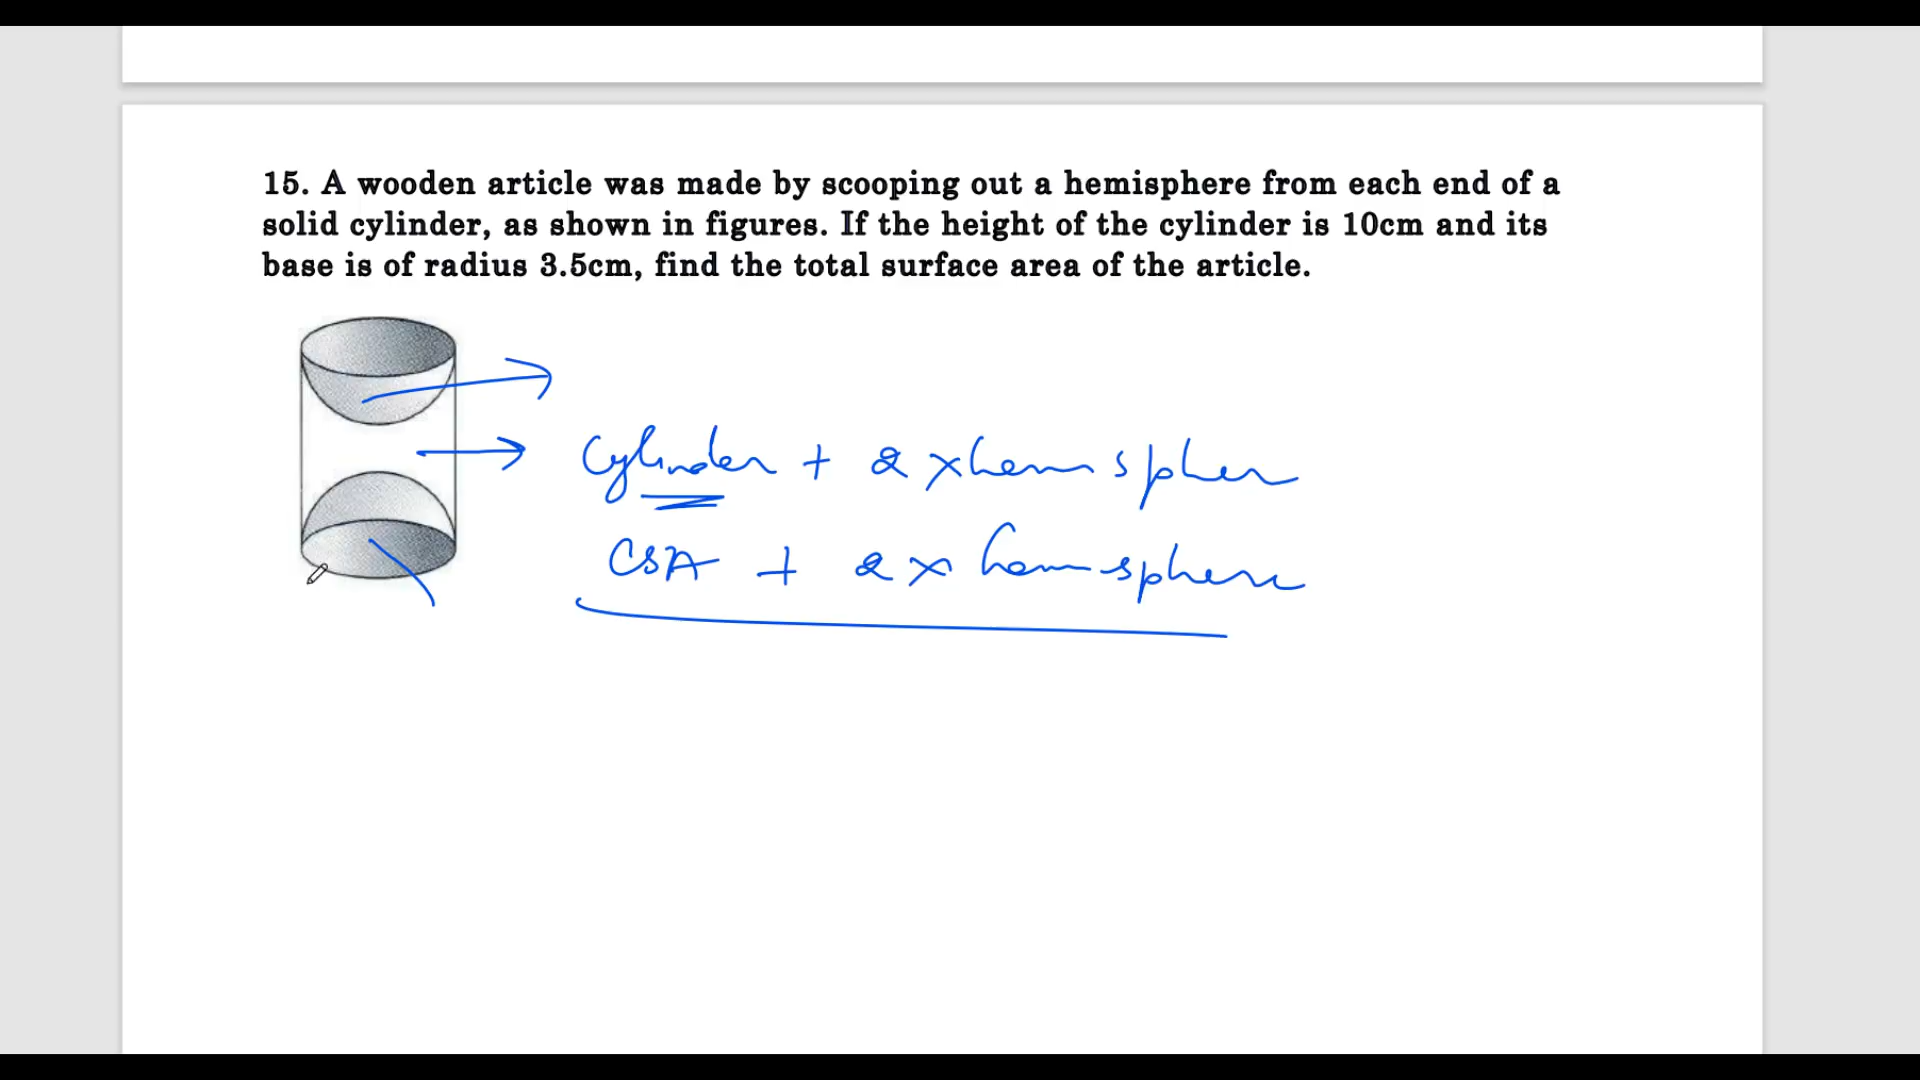 15. A wooden article was made by scooping out a hemisphere from each end of a
solid cylinder, as shown in figures. If the height of the cylinder is 10cm and its
base is of radius 3.5cm, find the total surface area of the article.
Cylinder + 2 x hemispher
CSA + 2 x hemisphere